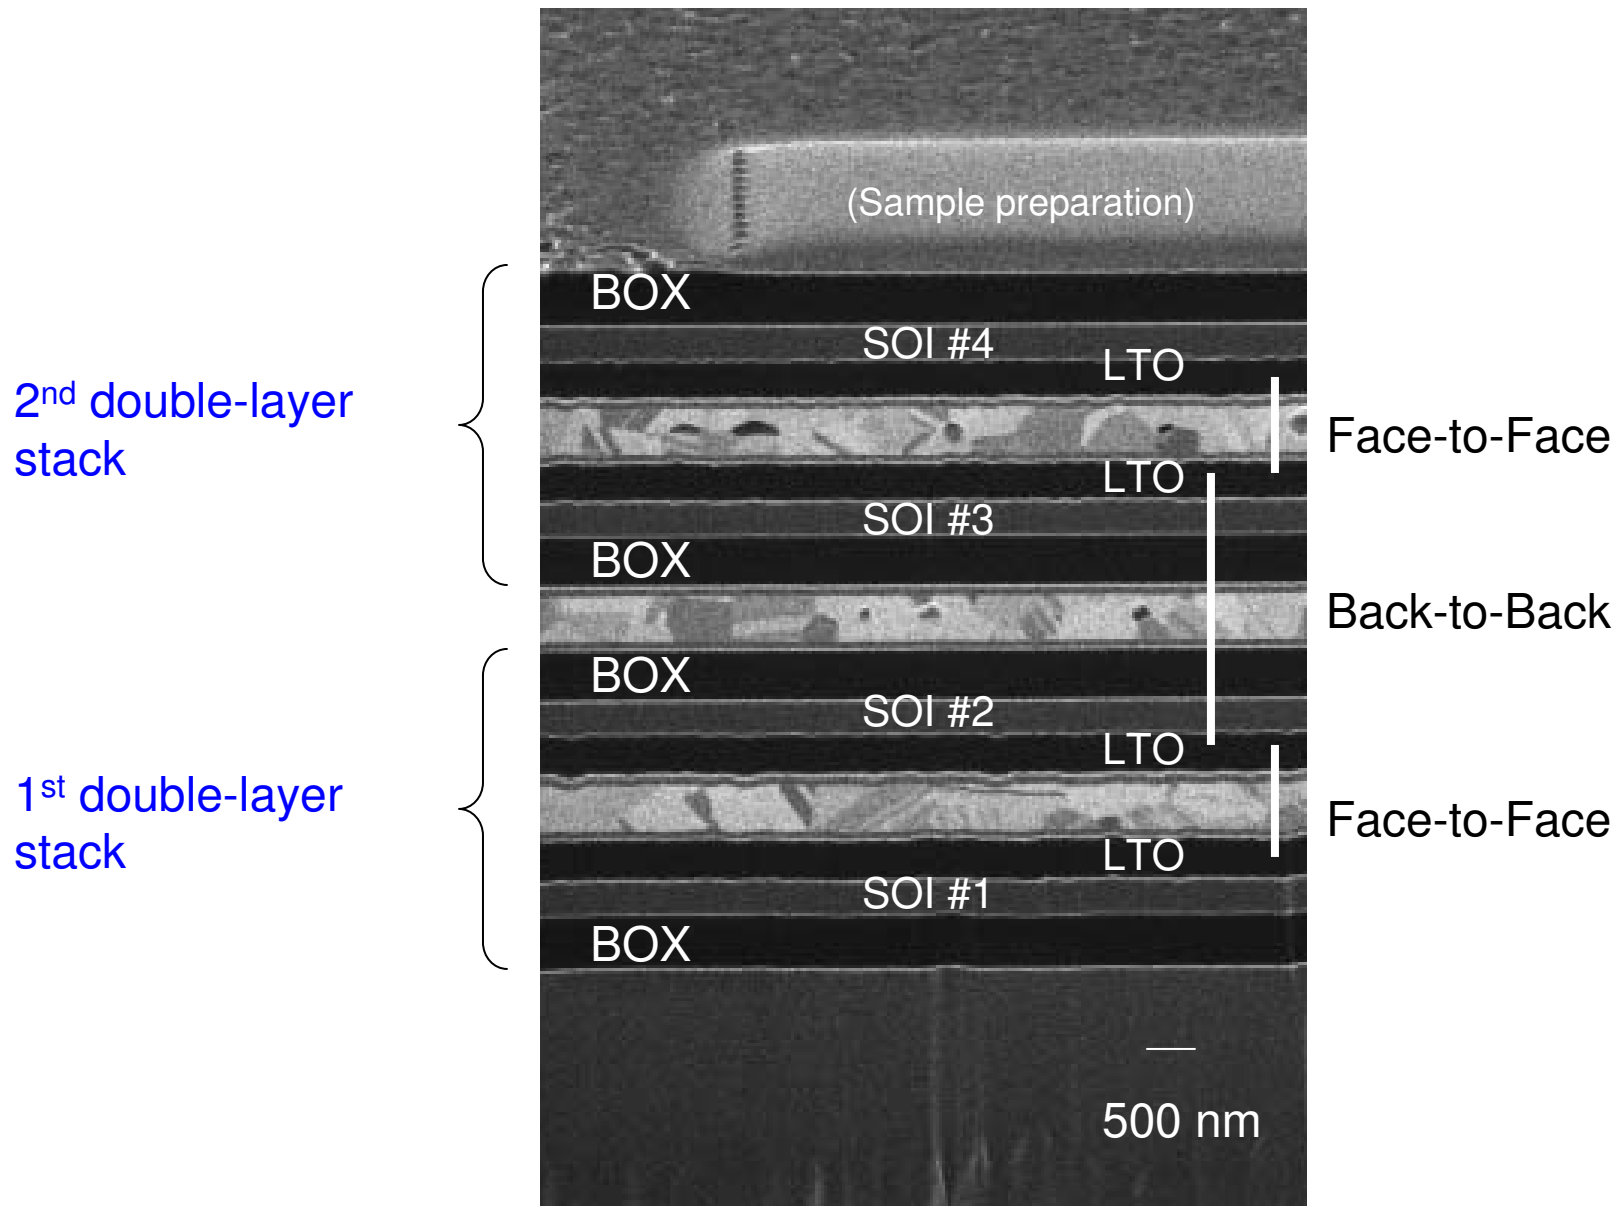 (Sample preparation)
BOX
SOI #4
LTO
2nd double-layer
stack
Face-to-Face
LTO
SOI #3
BOX
Back-to-Back
BOX
SOI #2
LTO
1st double-layer
stack
Face-to-Face
LTO
SOI #1
BOX
500 nm